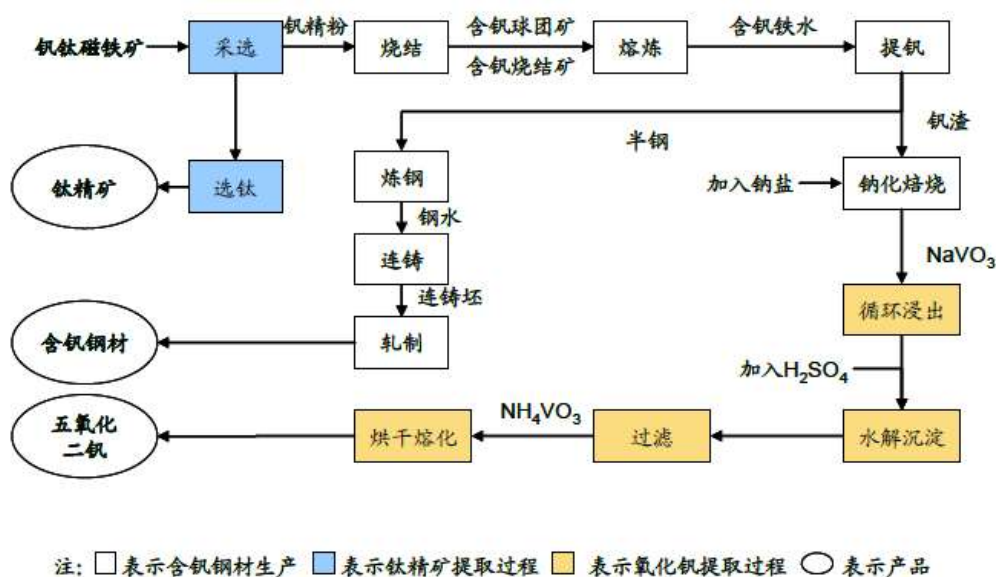 钒钛磁铁矿
采选
钒精粉
烧结
含钒球团矿
含钒烧结矿
熔炼
含钒铁水
提钒
半钢
钒渣
钛精矿
选钛
炼钢
加入钠盐
钠化焙烧
钢水
连铸
NaVO3
连铸坯
循环浸出
含钒钢材
轧制
加入H2SO4
五氧化
二钒
烘干熔化
NH4VO3
过滤
水解沉淀
注: 表示含钒钢材生产 表示钛精矿提取过程 表示氧化钒提取过程 表示产品